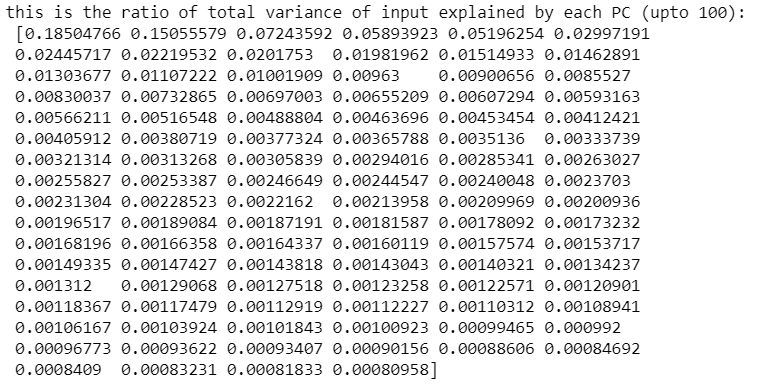 this is the ratio of total variance of input explained by each PC (upto 100):
[0.18504766 0.15055579 0.07243592 0.05893923 0.05196254 0.02997191
0.02445717 0.02219532 0.0201753  0.01981962 0.01514933 0.01462891
0.01303677 0.01107222 0.01001909 0.00963    0.00900656 0.0085527
0.00830037 0.00732865 0.00697003 0.00655209 0.00607294 0.00593163
0.00566211 0.00516548 0.00488804 0.00463696 0.00453454 0.00412421
0.00405912 0.00380719 0.00377324 0.00365788 0.0035136  0.00333739
0.00321314 0.00313268 0.00305839 0.00294016 0.00285341 0.00263027
0.00255827 0.00253387 0.00246649 0.00244547 0.00240048 0.0023703
0.00231304 0.00228523 0.0022162  0.00213958 0.00209969 0.00200936
0.00196517 0.00189084 0.00187191 0.00181587 0.00178092 0.00173232
0.00168196 0.00166358 0.00164337 0.00160119 0.00157574 0.00153717
0.00149335 0.00147427 0.00143818 0.00143043 0.00140321 0.00134237
0.001312   0.00129068 0.00127518 0.00123258 0.00122571 0.00120901
0.00118367 0.00117479 0.00112919 0.00112227 0.00110312 0.00108941
0.00106167 0.00103924 0.00101843 0.00100923 0.00099465 0.000992
0.00096773 0.00093622 0.00093407 0.00090156 0.00088606 0.00084692
0.0008409  0.00083231 0.00081833 0.00080958]